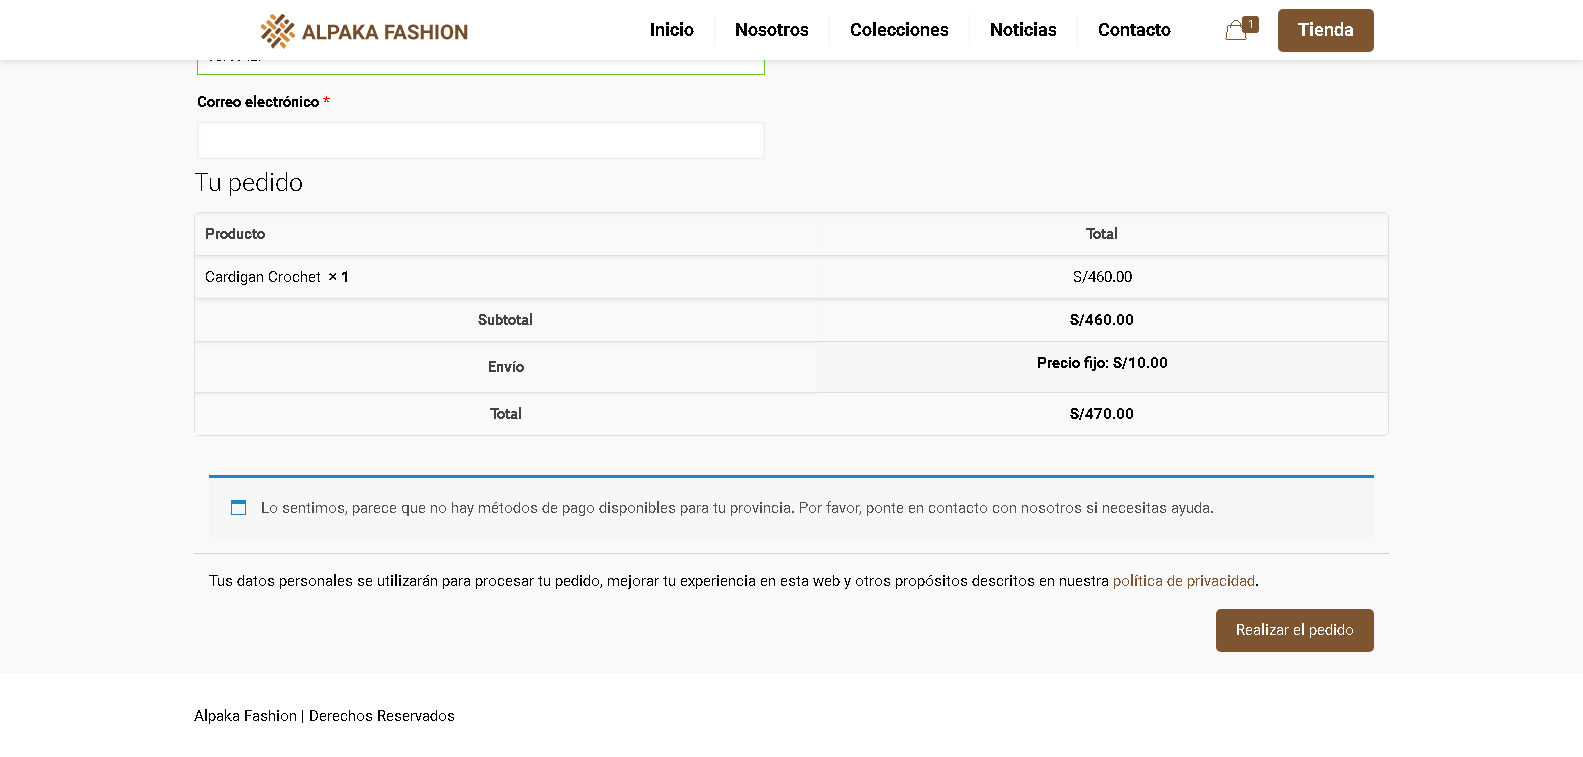 ALPAKA FASHION
Inicio
Nosotros
Colecciones
Noticias
Contacto
1
Tienda
Correo electrónico *
Tu pedido
Producto Total
Cardigan Crochet × 1 S/460.00
Subtotal S/460.00
Envío Precio fijo: S/10.00
Total S/470.00
Lo sentimos, parece que no hay métodos de pago disponibles para tu provincia. Por favor, ponte en contacto con nosotros si necesitas ayuda.
Tus datos personales se utilizarán para procesar tu pedido, mejorar tu experiencia en esta web y otros propósitos descritos en nuestra política de privacidad.
Realizar el pedido
Alpaka Fashion | Derechos Reservados